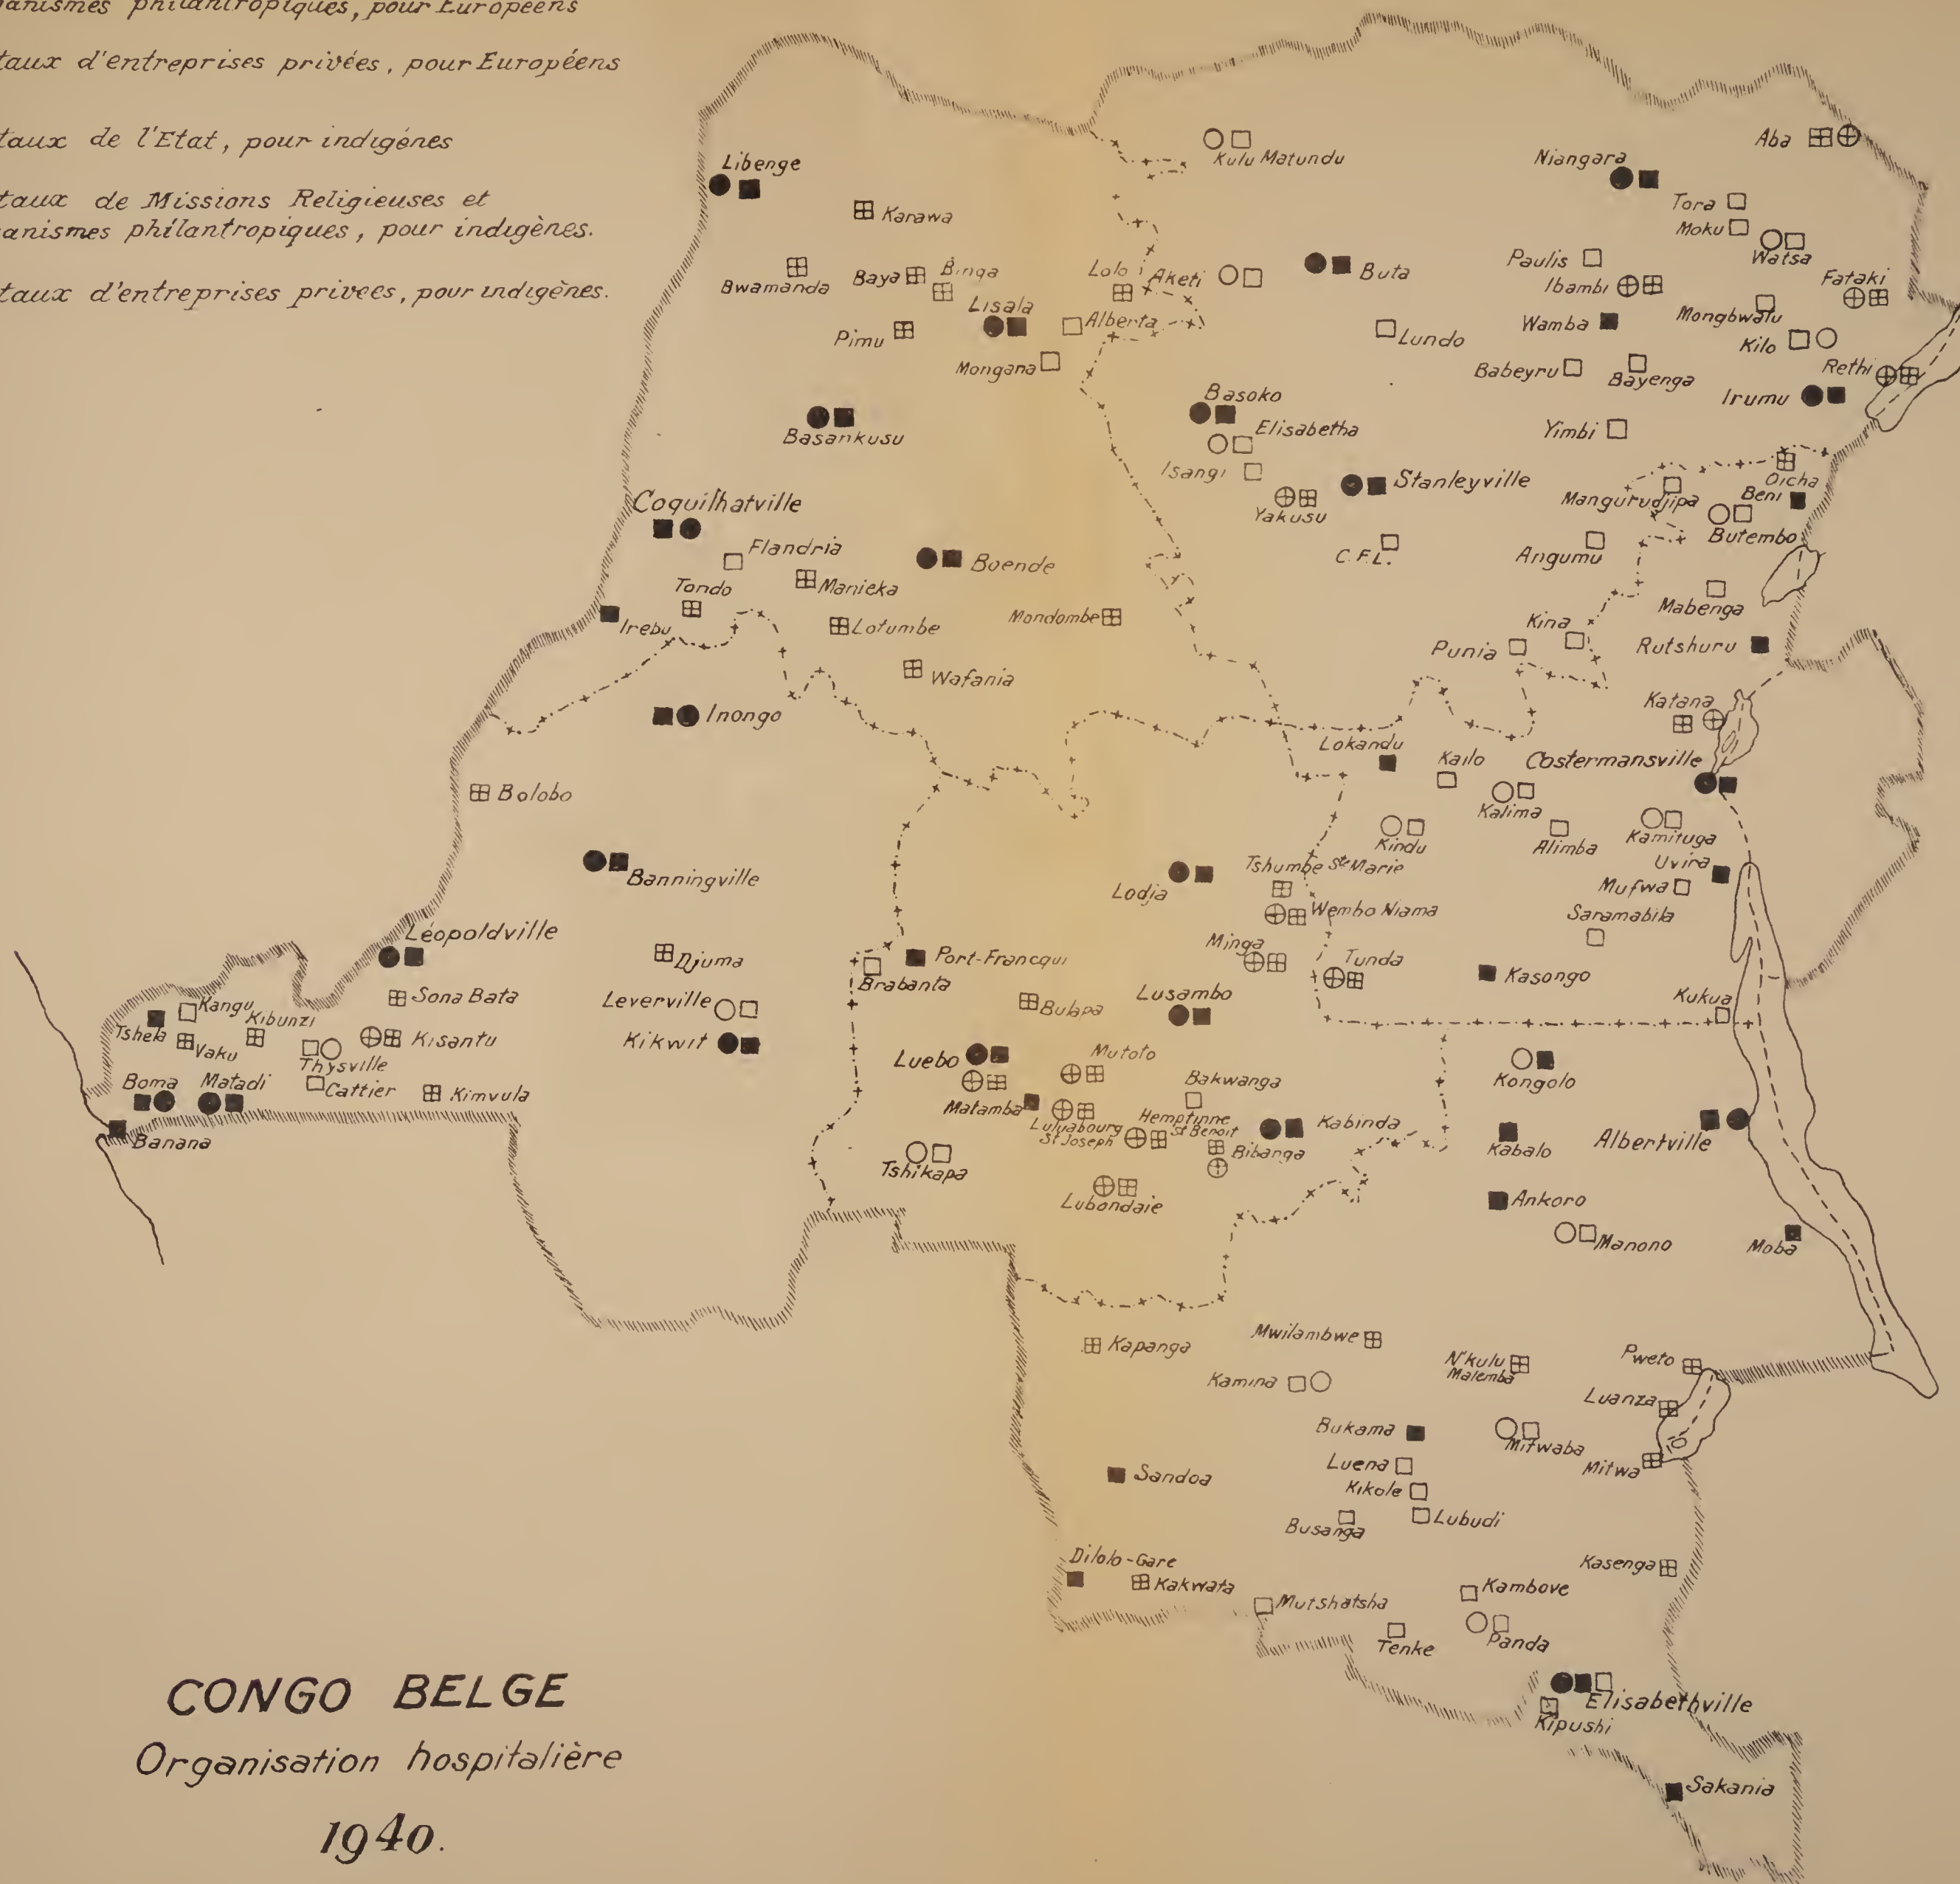 anismes philantropiques, pour Européens
taux d'entreprises privées, pour Européens
taux de l'Etat, pour indigénes
taux de Missions Religieuses et
anismes philantropiques, pour indigènes.
taux d'entreprises privées, pour indigènes.
Kulu Matundu
Aba
Niangara
Libenge
Tora
Karawa
Moku
Watsa
Bwamanda
Baya
Binga
Lolo
Aketi
Buta
Paulis
Ibambi
Fataki
Lisala
Alberta
Pimu
Mongana
Lundo
Wamba
Mongbwalu
Kilo
Babeyru
Bayenga
Rethi
Irumu
Basankusu
Basoko
Elisabetha
Yimbi
Isangi
Yakusu
Stanleyville
Oicha
Mangurudjipa
Beni
Butembo
Coquilhatville
Flandria
Boende
C.F.L.
Angumu
Tondo
Manieka
Mabenga
Irebu
Lotumbe
Mondombe
Kina
Punia
Rutshuru
Wafania
Inongo
Katana
Lokandu
Kailo
Costermansville
Bolobo
Kalima
Kindu
Alimba
Kamituga
Banningville
Lodja
Tshumbe Ste Marie
Uvira
Mufwa
Wembo Niama
Saramabila
Léopoldville
Djuma
Port-Francqui
Brabanta
Minga
Tunda
Kasongo
Sona Bata
Leverville
Bulapa
Lusambo
Kukua
Kangu
Tshela
Kibunzi
Vaku
Kisantu
Kikwit
Thysville
Luebo
Mutoto
Kongolo
Boma
Matadi
Cattier
Kimvula
Matamba
Bakwanga
Luluabourg
St Joseph
Hemptinne
St Benoit
Kabinda
Bibanga
Banana
Kabalo
Albertville
Tshikapa
Lubondaie
Ankoro
Manono
Moba
Kapanga
Mwilambwe
N'kulu
Malemba
Pweto
Kamina
Luanza
Bukama
Mitwaba
Mitwa
Luena
Sandoa
Kikole
Busanga
Lubudi
Dilolo-Gare
Kakwata
Kasenga
Mutshatsha
Kambove
Tenke
Panda
Elisabethville
Kipushi
Sakania
CONGO BELGE
Organisation hospitalière
1940.